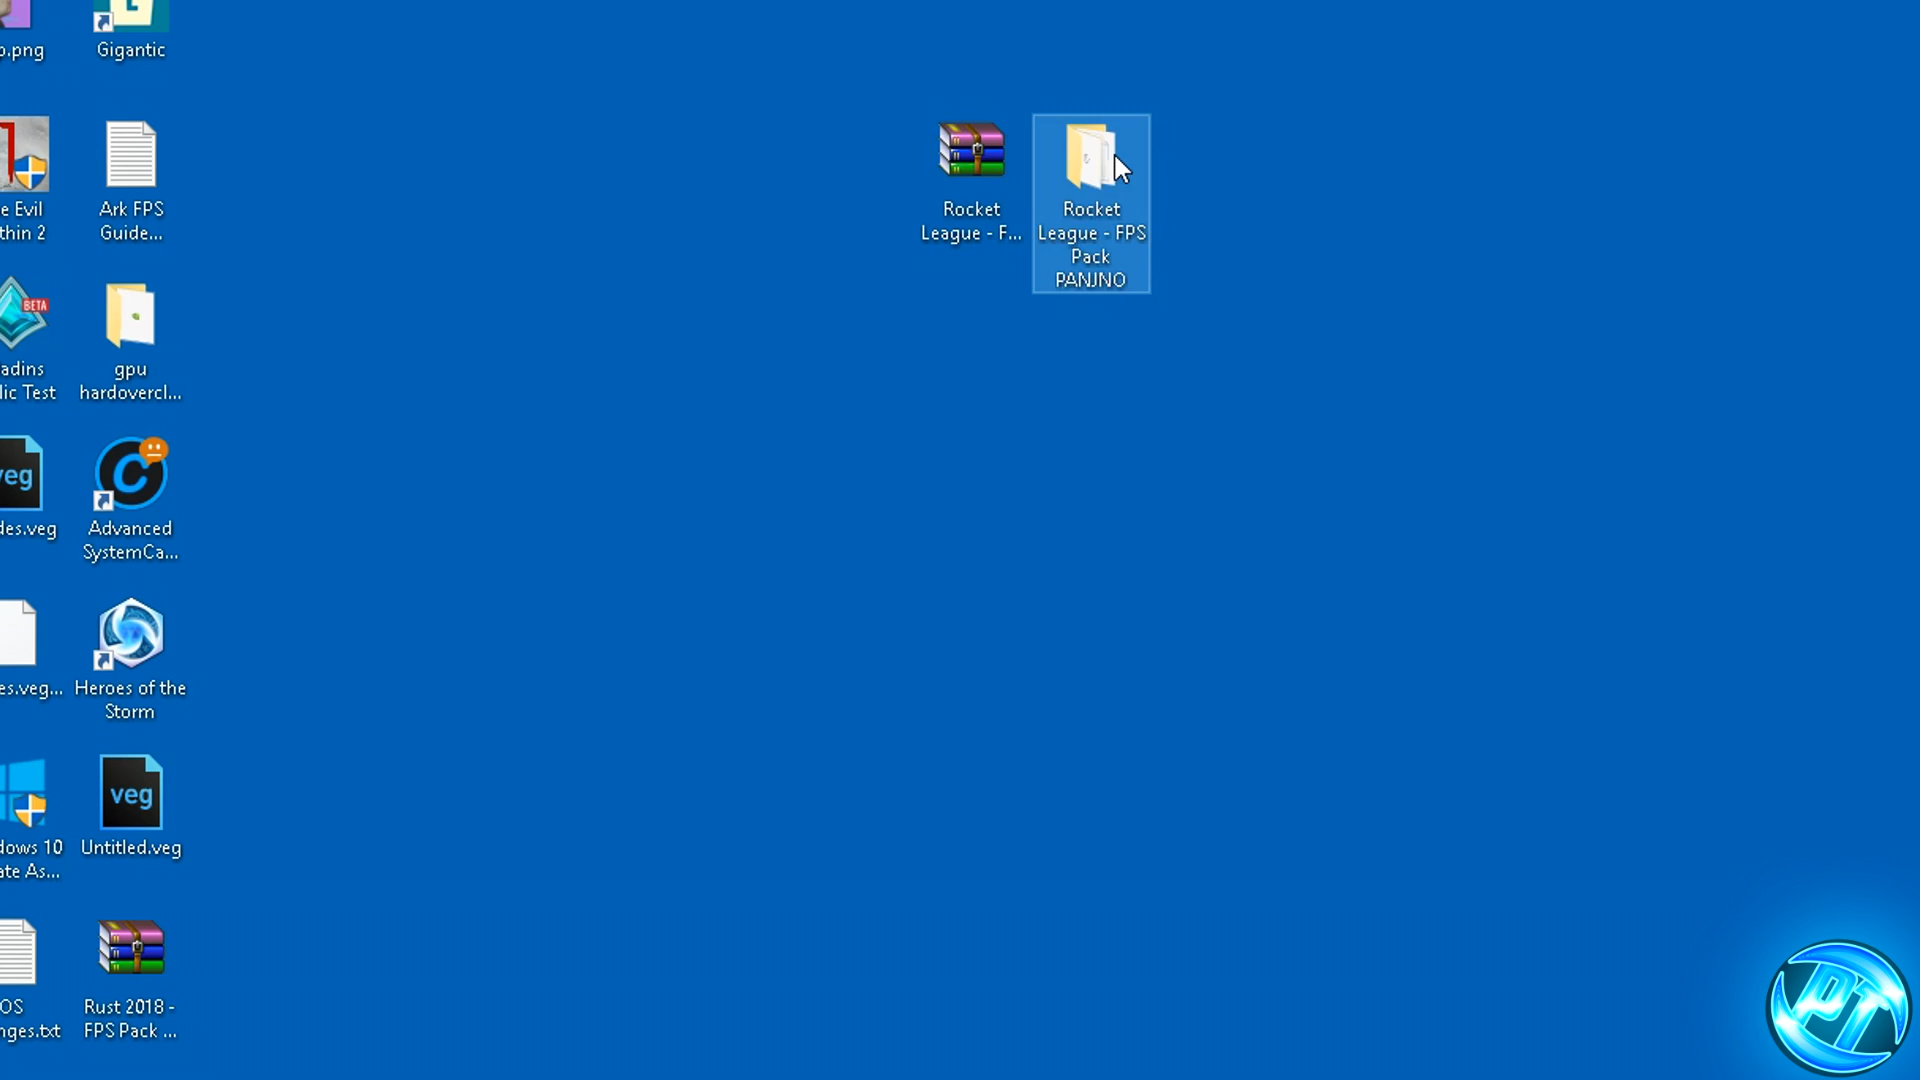 o.png
Gigantic
e Evil
thin 2
Ark FPS
Guide...
Rocket
League - F...
Rocket
League - FPS
Pack
PANJNO
BETA
adins
lic Test
gpu
hardovercl...
veg
des.veg
Advanced
SystemCa...
es.veg...
Heroes of the
Storm
dows 10
ate As...
veg
Untitled.veg
OS
nges.txt
Rust 2018 -
FPS Pack ...
PT